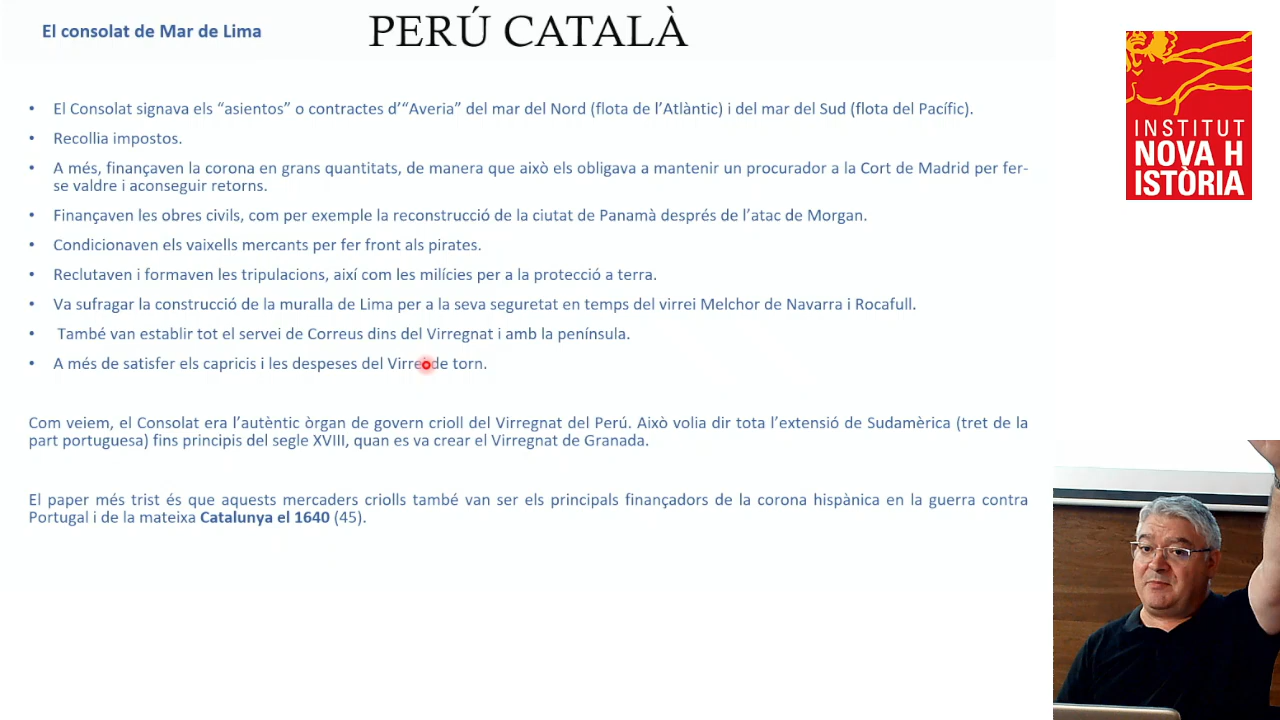 El consolat de Mar de Lima
PERÚ CATALÀ
• El Consolat signava els “asientos” o contractes d’“Averia” del mar del Nord (flota de l’Atlàntic) i del mar del Sud (flota del Pacífic).
• Recollia impostos.
• A més, finançaven la corona en grans quantitats, de manera que això els obligava a mantenir un procurador a la Cort de Madrid per fer-
se valdre i aconseguir retorns.
• Finançaven les obres civils, com per exemple la reconstrucció de la ciutat de Panamà després de l’atac de Morgan.
• Condicionaven els vaixells mercants per fer front als pirates.
• Reclutaven i formaven les tripulacions, així com les milícies per a la protecció a terra.
• Va sufragar la construcció de la muralla de Lima per a la seva seguretat en temps del virrei Melchor de Navarra i Rocafull.
• També van establir tot el servei de Correus dins del Virregnat i amb la península.
• A més de satisfer els capricis i les despeses del Virrei de torn.
Com veiem, el Consolat era l’autèntic òrgan de govern crioll del Virregnat del Perú. Això volia dir tota l’extensió de Sudamèrica (tret de la
part portuguesa) fins principis del segle XVIII, quan es va crear el Virregnat de Granada.
El paper més trist és que aquests mercaders criolls també van ser els principals finançadors de la corona hispànica en la guerra contra
Portugal i de la mateixa Catalunya el 1640 (45).
INSTITUT
NOVA H
ISTÒRIA